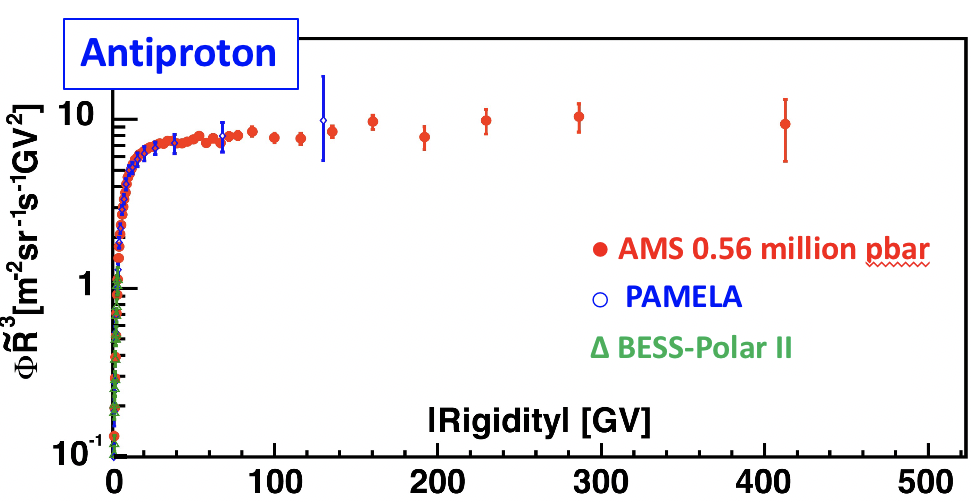 Antiproton
10
1
10⁻¹
Φ R̃³ [m⁻²sr⁻¹s⁻¹GV²]
AMS 0.56 million pbar
PAMELA
Δ BESS-Polar II
|Rigidity| [GV]
0 100 200 300 400 500